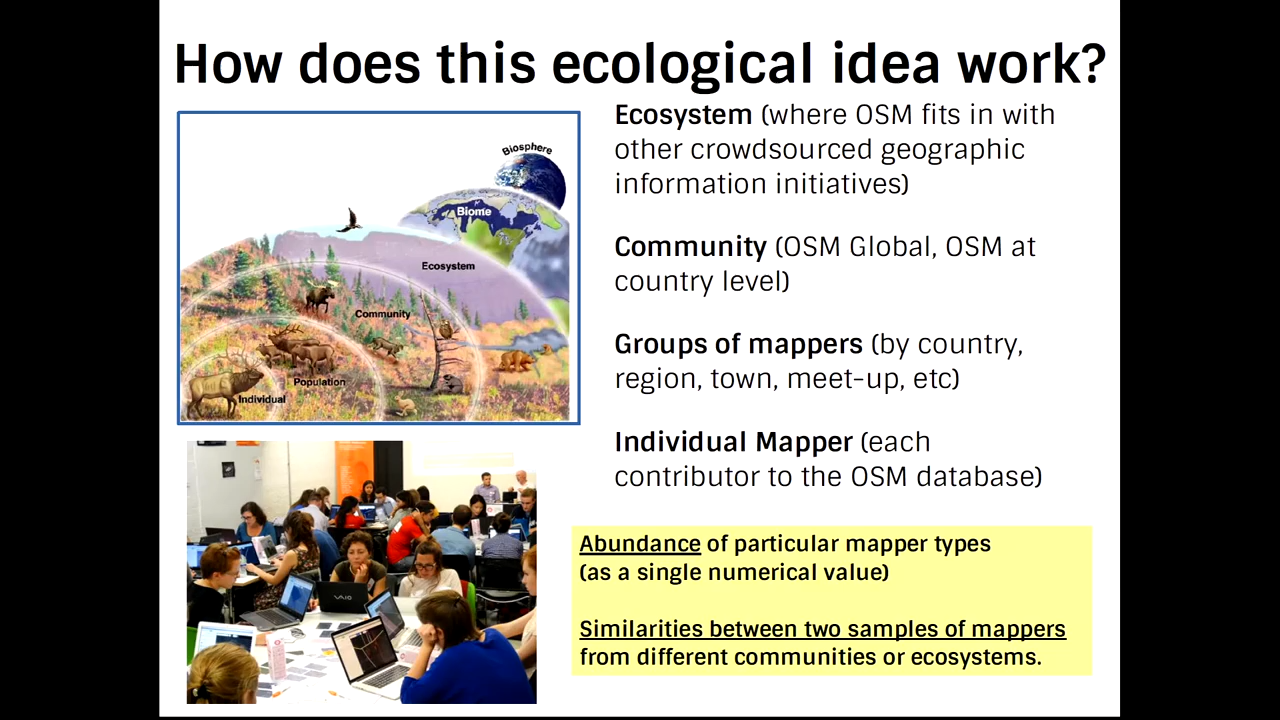 How does this ecological idea work?
Biosphere
Biome
Ecosystem
Community
Population
Individual
Ecosystem (where OSM fits in with
other crowdsourced geographic
information initiatives)
Community (OSM Global, OSM at
country level)
Groups of mappers (by country,
region, town, meet-up, etc)
Individual Mapper (each
contributor to the OSM database)
VAIO
Abundance of particular mapper types
(as a single numerical value)
Similarities between two samples of mappers
from different communities or ecosystems.